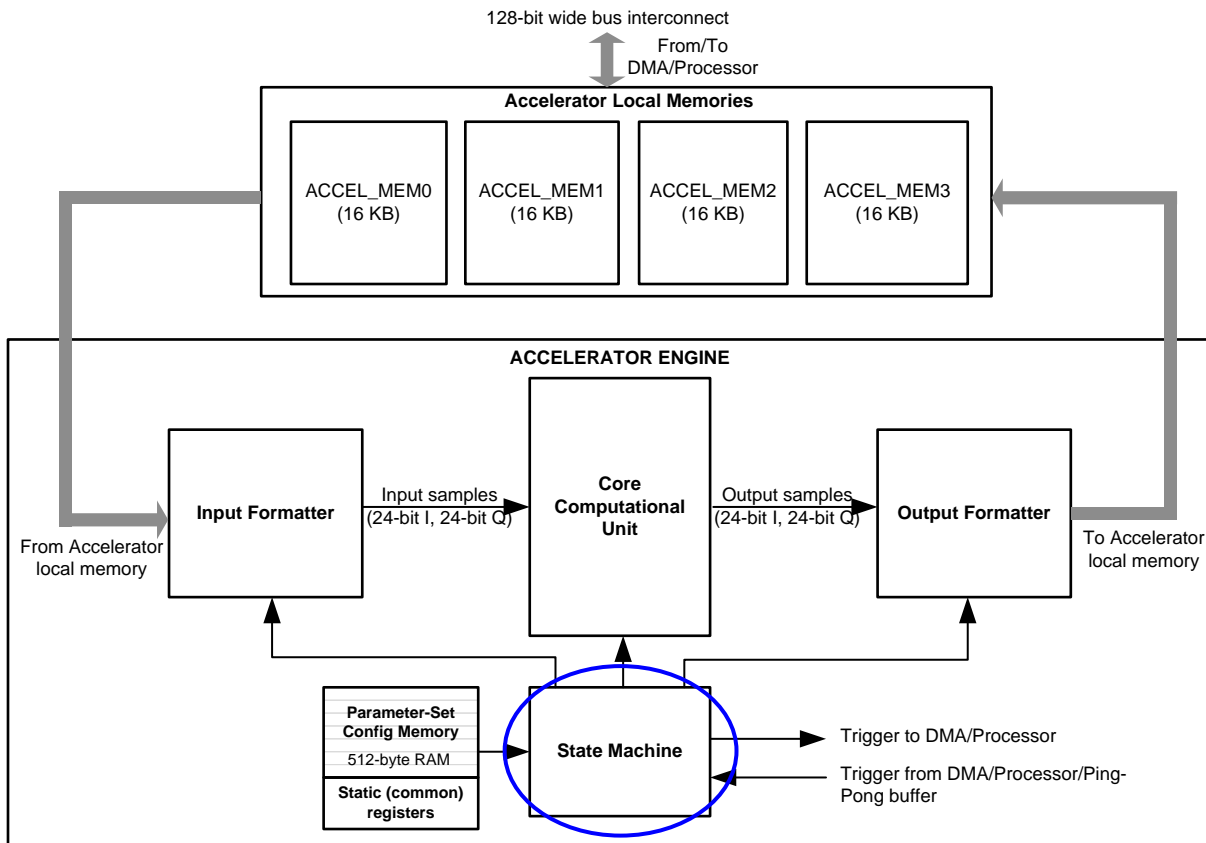 128-bit wide bus interconnect
From/To
DMA/Processor
Accelerator Local Memories
ACCEL_MEM0
(16 KB)
ACCEL_MEM1
(16 KB)
ACCEL_MEM2
(16 KB)
ACCEL_MEM3
(16 KB)
ACCELERATOR ENGINE
From Accelerator
local memory
Input Formatter
Input samples
(24-bit I, 24-bit Q)
Core
Computational
Unit
Output samples
(24-bit I, 24-bit Q)
Output Formatter
To Accelerator
local memory
Parameter-Set
Config Memory
512-byte RAM
Static (common)
registers
State Machine
Trigger to DMA/Processor
Trigger from DMA/Processor/Ping-
Pong buffer